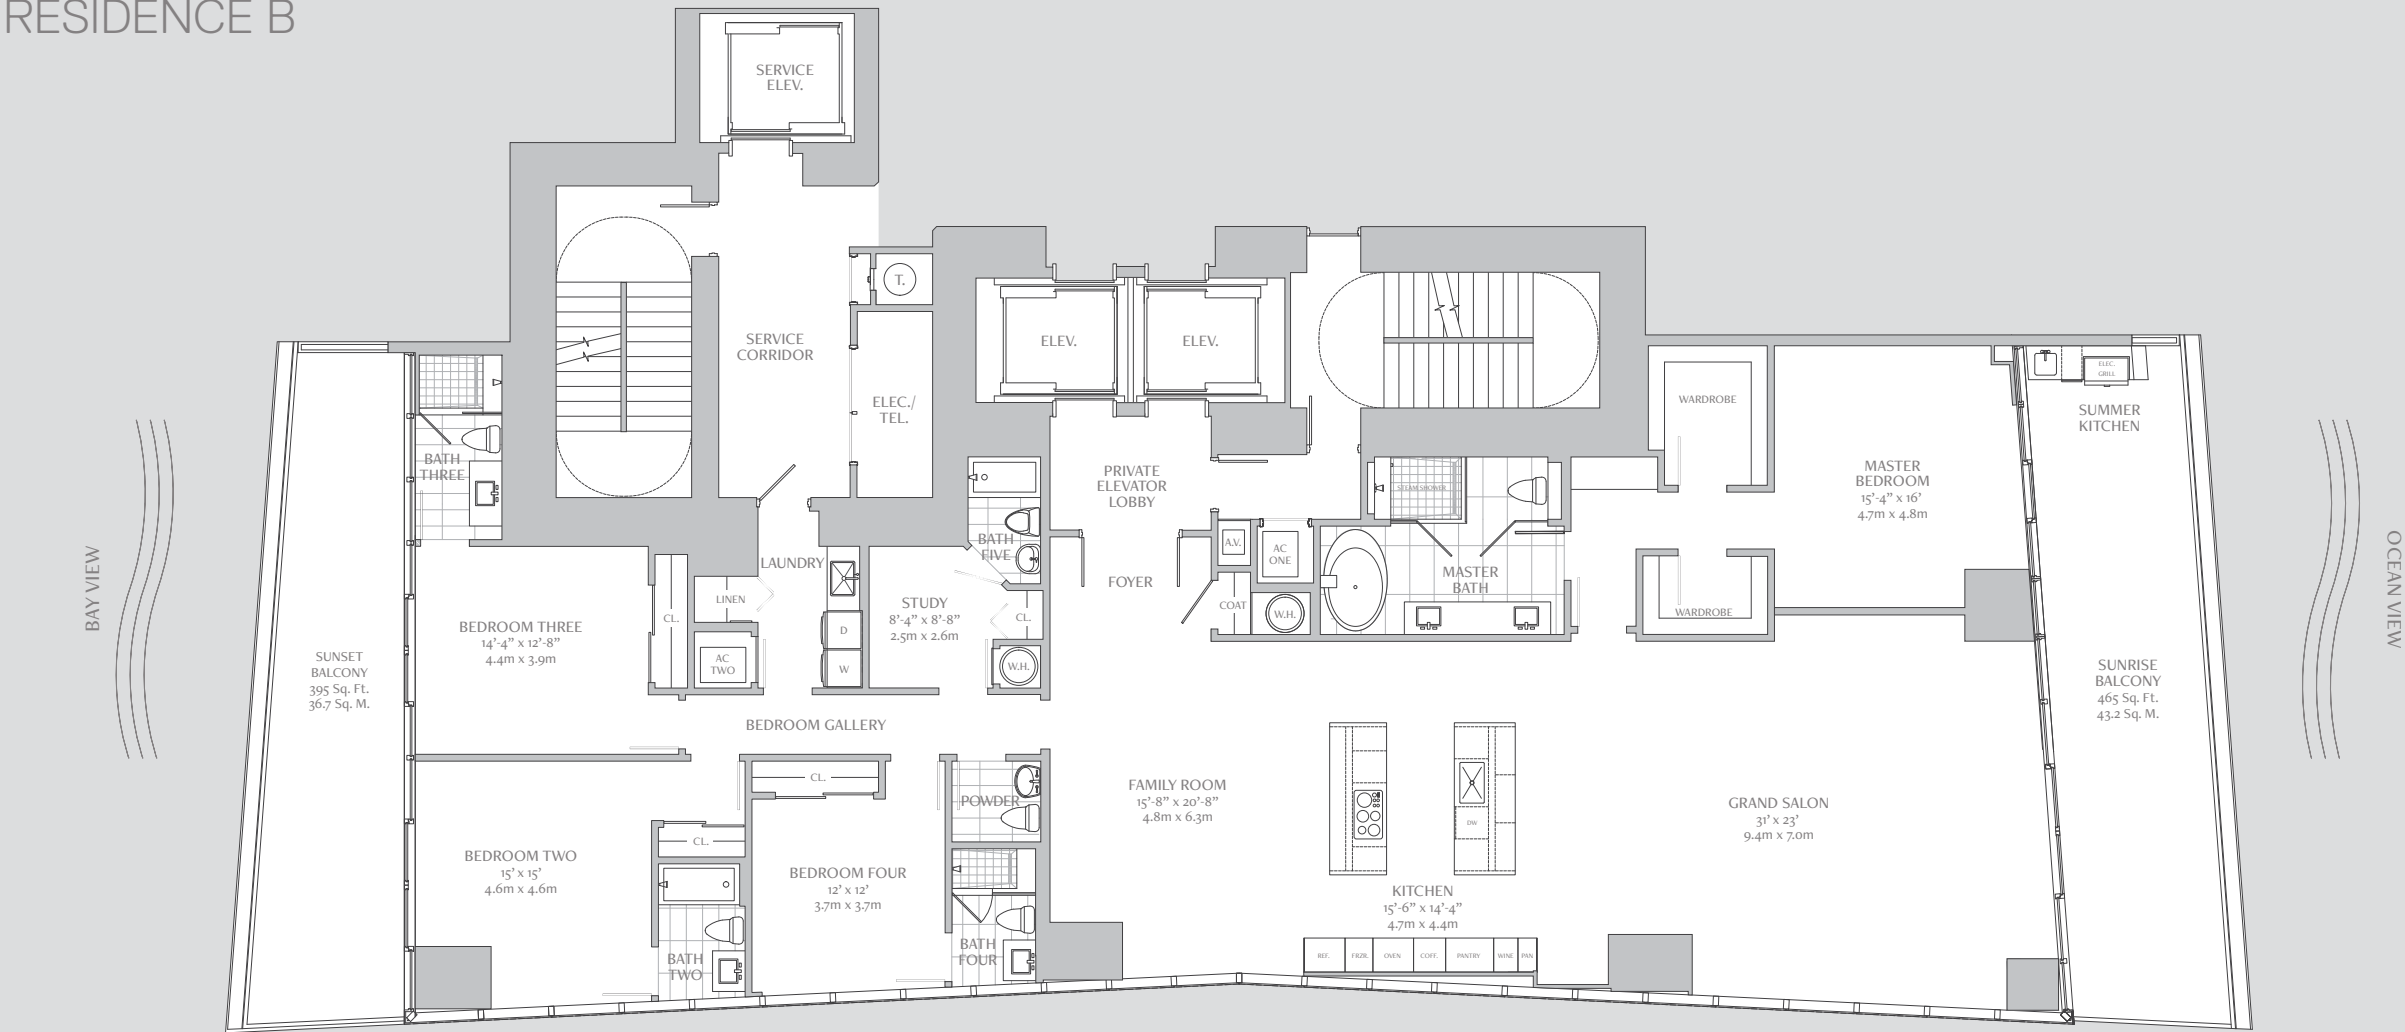 RESIDENCE B
SERVICE
ELEV.
T.
SERVICE
CORRIDOR
ELEC./
TEL.
ELEV.
ELEV.
PRIVATE
ELEVATOR
LOBBY
STEAM SHOWER
WARDROBE
MASTER
BEDROOM
15'-4" x 16'
4.7m x 4.8m
ELEC.
GRILL
SUMMER
KITCHEN
BATH
THREE
BAY VIEW
OCEAN VIEW
LAUNDRY
BATH
FIVE
FOYER
A.V.
AC
ONE
MASTER
BATH
LINEN
STUDY
8'-4" x 8'-8"
2.5m x 2.6m
CL.
COAT
W.H.
WARDROBE
BEDROOM THREE
14'-4" x 12'-8"
4.4m x 3.9m
CL.
D
W
AC
TWO
W.H.
SUNSET
BALCONY
395 Sq. Ft.
36.7 Sq. M.
SUNRISE
BALCONY
465 Sq. Ft.
43.2 Sq. M.
BEDROOM GALLERY
CL.
POWDER
FAMILY ROOM
15'-8" x 20'-8"
4.8m x 6.3m
DW
GRAND SALON
31' x 23'
9.4m x 7.0m
CL.
BEDROOM TWO
15' x 15'
4.6m x 4.6m
BEDROOM FOUR
12' x 12'
3.7m x 3.7m
KITCHEN
15'-6" x 14'-4"
4.7m x 4.4m
BATH
TWO
BATH
FOUR
REF.
FRZR.
OVEN
COFF.
PANTRY
WINE
PAN